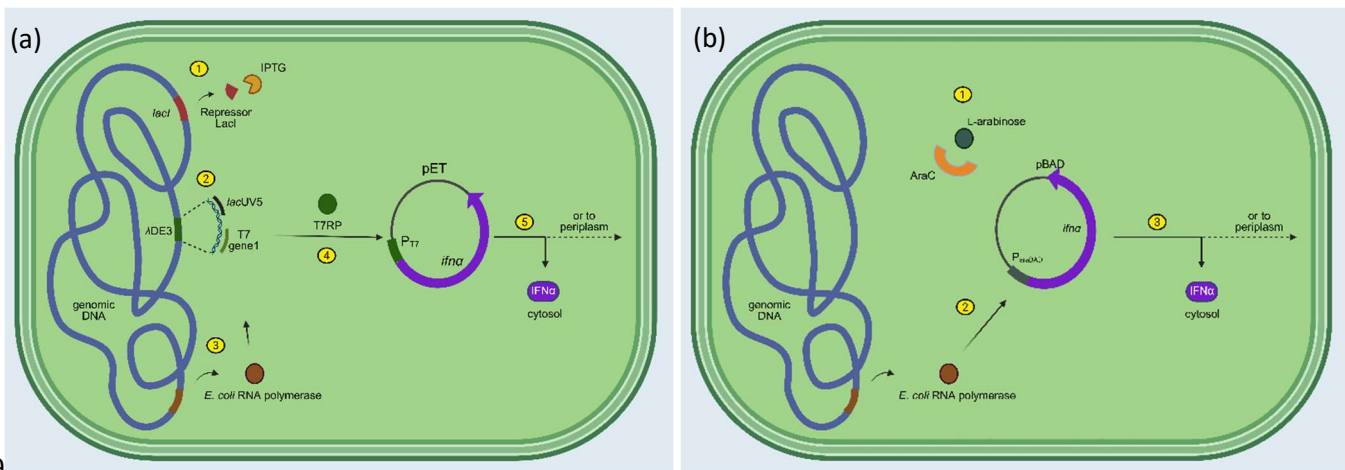 (a)
1
IPTG
lacI
Repressor
LacI
2
lacUV5
λDE3
T7
gene1
T7RP
4
pET
PT7
ifnα
5
or to
periplasm
IFNα
cytosol
genomic
DNA
3
E. coli RNA polymerase
(b)
1
L-arabinose
AraC
pBAD
ifnα
ParaBAD
3
or to
periplasm
IFNα
cytosol
genomic
DNA
2
E. coli RNA polymerase